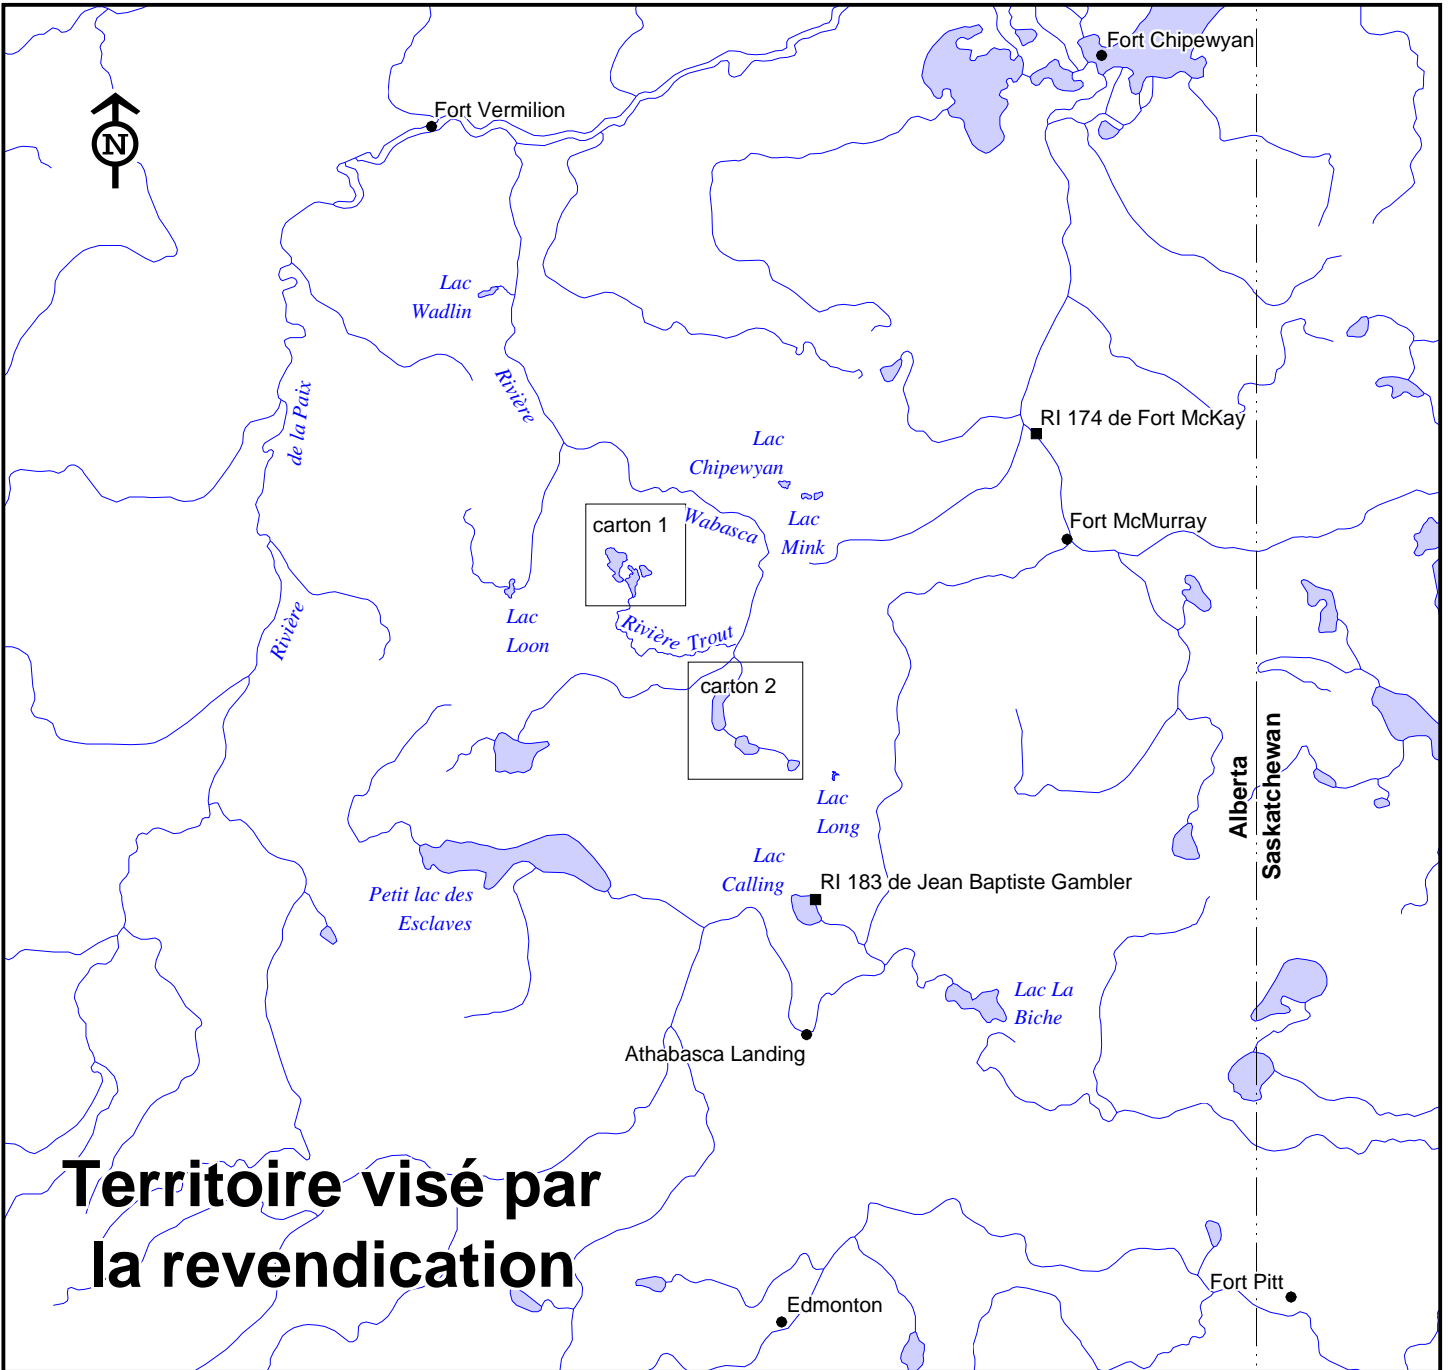 Fort Chipewyan
Fort Vermilion
N
Lac
Wadlin
Rivière
de la Paix
RI 174 de Fort McKay
Lac
Chipewyan
Lac
Mink
Wabasca
carton 1
Fort McMurray
Lac
Loon
Rivière Trout
Rivière
carton 2
Alberta
Saskatchewan
Lac
Long
Lac
Calling
RI 183 de Jean Baptiste Gambler
Petit lac des
Esclaves
Lac La
Biche
Athabasca Landing
Territoire visé par
la revendication
Fort Pitt
Edmonton